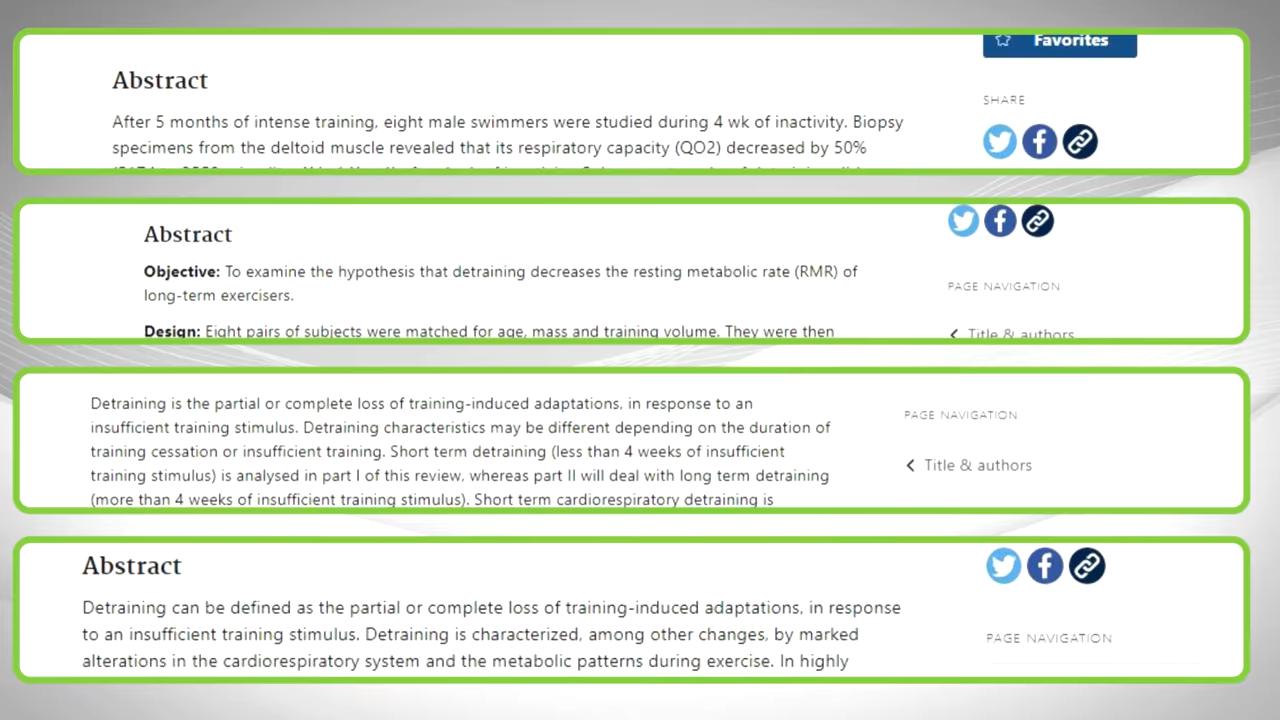 Favorites
Abstract
SHARE
After 5 months of intense training, eight male swimmers were studied during 4 wk of inactivity. Biopsy
specimens from the deltoid muscle revealed that its respiratory capacity (QO2) decreased by 50%
Abstract
Objective: To examine the hypothesis that detraining decreases the resting metabolic rate (RMR) of
long-term exercisers.
PAGE NAVIGATION
Design: Eight pairs of subjects were matched for age, mass and training volume. They were then
Title & authors
Detraining is the partial or complete loss of training-induced adaptations, in response to an
insufficient training stimulus. Detraining characteristics may be different depending on the duration of
training cessation or insufficient training. Short term detraining (less than 4 weeks of insufficient
training stimulus) is analysed in part I of this review, whereas part II will deal with long term detraining
(more than 4 weeks of insufficient training stimulus). Short term cardiorespiratory detraining is
PAGE NAVIGATION
Title & authors
Abstract
Detraining can be defined as the partial or complete loss of training-induced adaptations, in response
to an insufficient training stimulus. Detraining is characterized, among other changes, by marked
alterations in the cardiorespiratory system and the metabolic patterns during exercise. In highly
PAGE NAVIGATION